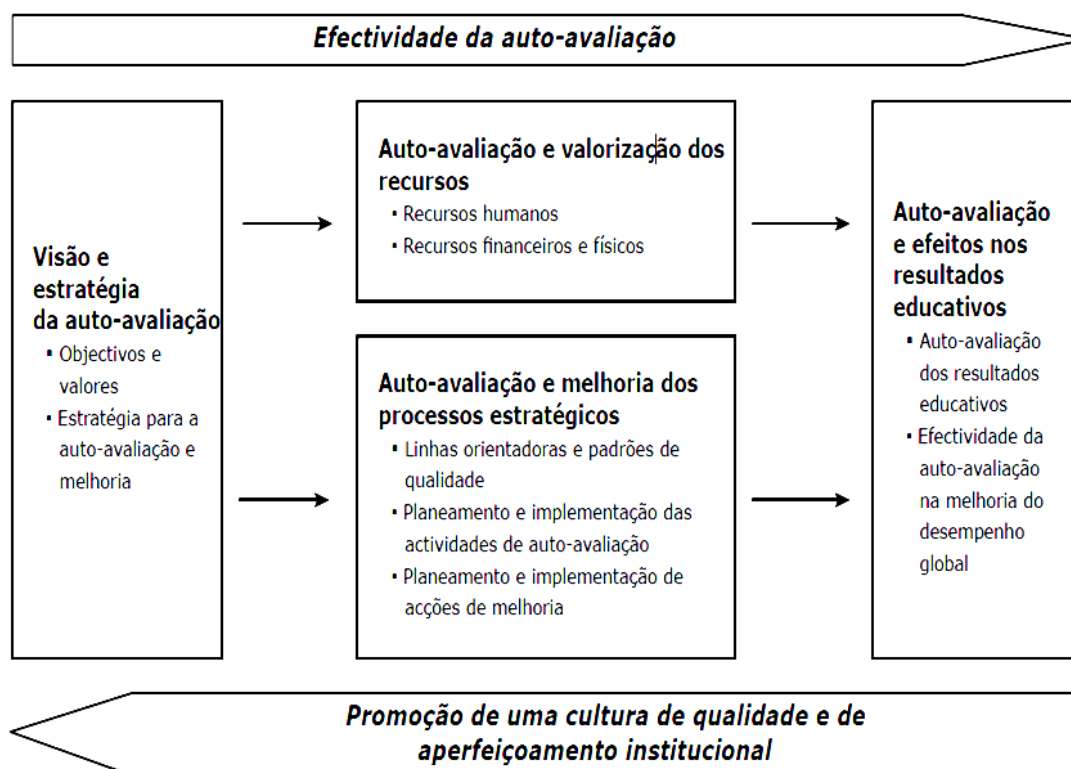 Efectividade da auto-avaliação
Visão e
estratégia
da auto-avaliação
▪ Objectivos e
valores
▪ Estratégia para a
auto-avaliação e
melhoria
Auto-avaliação e valorização dos
recursos
▪ Recursos humanos
▪ Recursos financeiros e físicos
Auto-avaliação e melhoria dos
processos estratégicos
▪ Linhas orientadoras e padrões de
qualidade
▪ Planeamento e implementação das
actividades de auto-avaliação
▪ Planeamento e implementação de
acções de melhoria
Auto-avaliação
e efeitos nos
resultados
educativos
▪ Auto-avaliação
dos resultados
educativos
▪ Efectividade da
auto-avaliação
na melhoria do
desempenho
global
Promoção de uma cultura de qualidade e de
aperfeiçoamento institucional